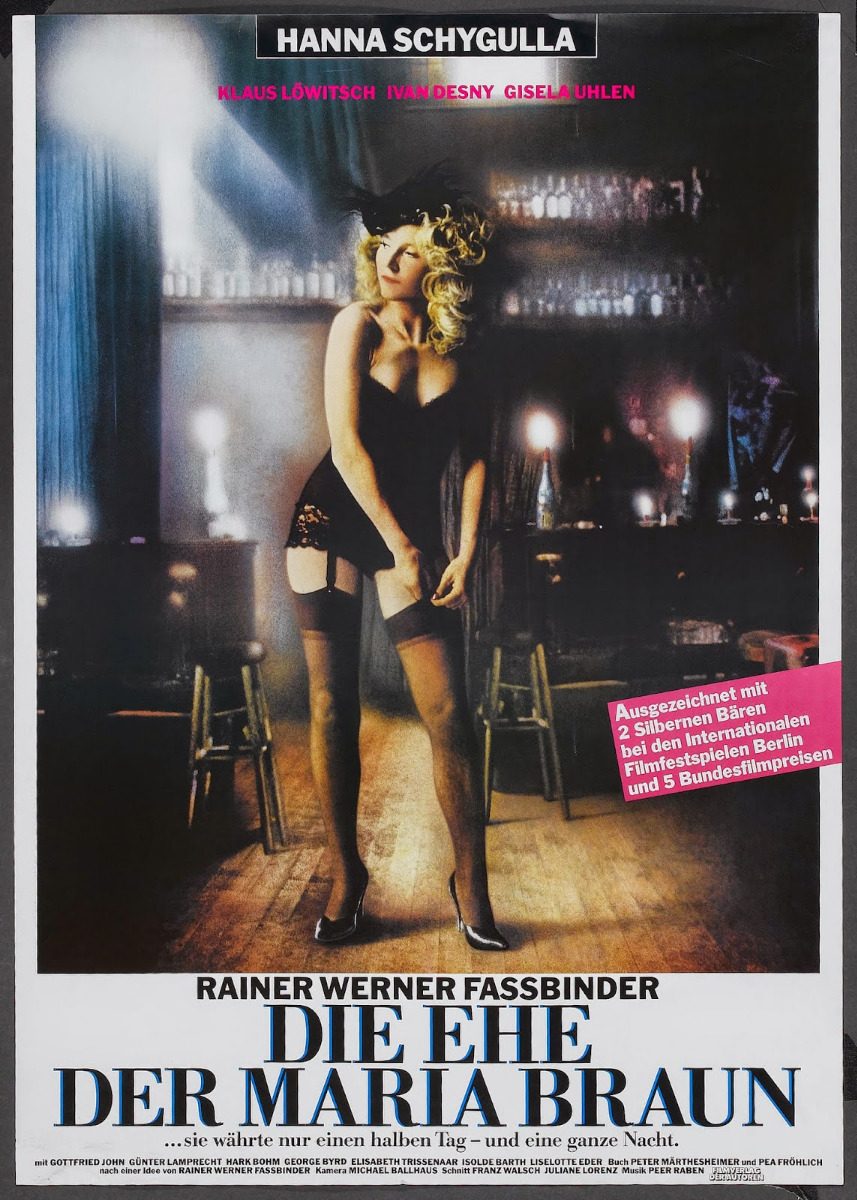 HANNA SCHYGULLA
KLAUS LÖWITSCH IVAN DESNY GISELA UHLEN
Ausgezeichnet mit
2 Silbernen Bären
bei den Internationalen
Filmfestspielen Berlin
und 5 Bundesfilmpreisen
RAINER WERNER FASSBINDER
DIE EHE
DER MARIA BRAUN
...sie währte nur einen halben Tag – und eine ganze Nacht.
mit GOTTFRIED JOHN GÜNTER LAMPRECHT HARK BOHM GEORGE BYRD ELISABETH TRISSENAAR ISOLDE BARTH LISELOTTE EDER Buch PETER MÄRTHESHEIMER und PEA FRÖHLICH
nach einer Idee von RAINER WERNER FASSBINDER Kamera MICHAEL BALLHAUS Schnitt FRANZ WALSCH JULIANE LORENZ Musik PEER RABEN
FILMVERLAG
DER AUTOREN